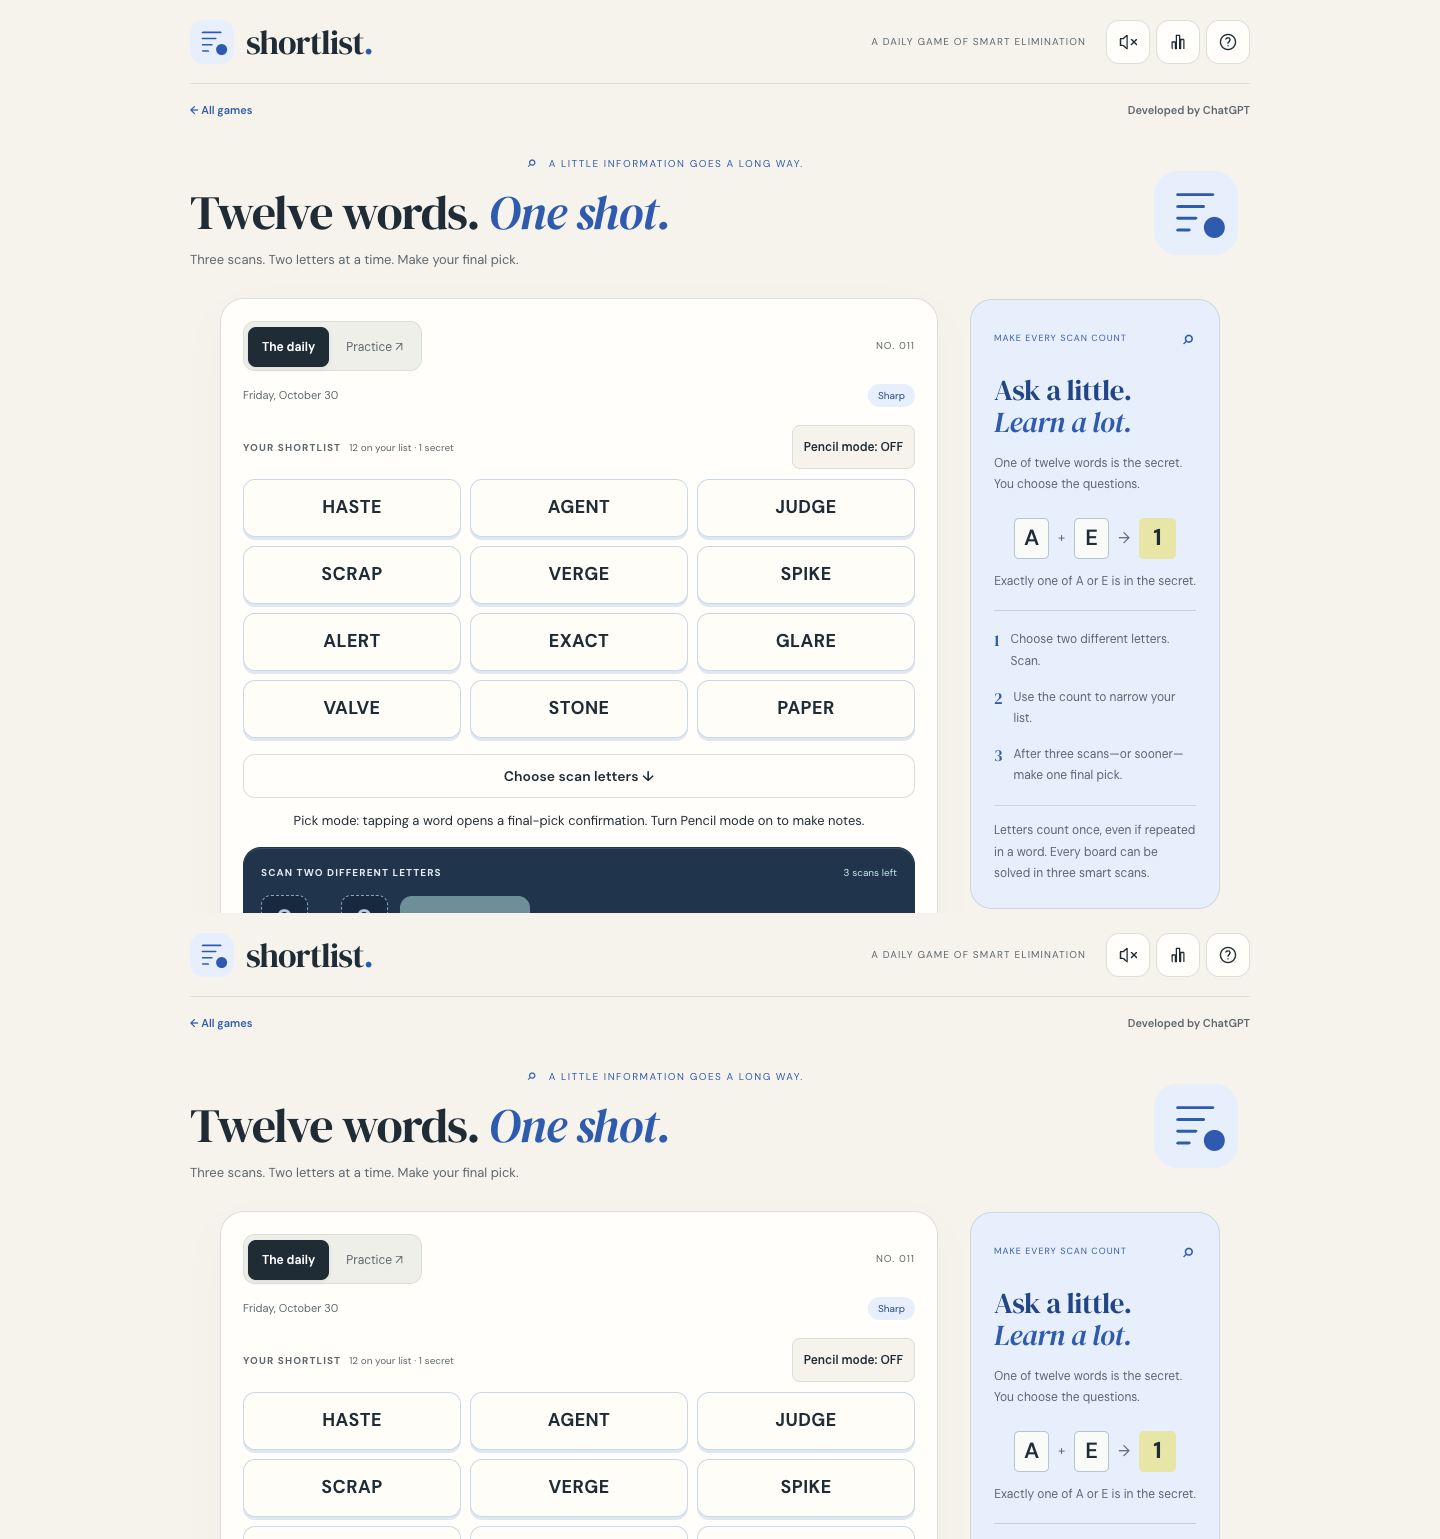 shortlist.
A DAILY GAME OF SMART ELIMINATION
← All games
Developed by ChatGPT
A LITTLE INFORMATION GOES A LONG WAY.
Twelve words. One shot.
Three scans. Two letters at a time. Make your final pick.
The daily
Practice ↗
NO. 011
Friday, October 30
Sharp
YOUR SHORTLIST 12 on your list · 1 secret
Pencil mode: OFF
HASTE AGENT JUDGE
SCRAP VERGE SPIKE
ALERT EXACT GLARE
VALVE STONE PAPER
Choose scan letters ↓
Pick mode: tapping a word opens a final-pick confirmation. Turn Pencil mode on to make notes.
SCAN TWO DIFFERENT LETTERS
3 scans left
MAKE EVERY SCAN COUNT
Ask a little.
Learn a lot.
One of twelve words is the secret.
You choose the questions.
A + E → 1
Exactly one of A or E is in the secret.
1 Choose two different letters.
Scan.
2 Use the count to narrow your
list.
3 After three scans—or sooner—
make one final pick.
Letters count once, even if repeated
in a word. Every board can be
solved in three smart scans.
shortlist.
A DAILY GAME OF SMART ELIMINATION
← All games
Developed by ChatGPT
A LITTLE INFORMATION GOES A LONG WAY.
Twelve words. One shot.
Three scans. Two letters at a time. Make your final pick.
The daily
Practice ↗
NO. 011
Friday, October 30
Sharp
YOUR SHORTLIST 12 on your list · 1 secret
Pencil mode: OFF
HASTE AGENT JUDGE
SCRAP VERGE SPIKE
MAKE EVERY SCAN COUNT
Ask a little.
Learn a lot.
One of twelve words is the secret.
You choose the questions.
A + E → 1
Exactly one of A or E is in the secret.